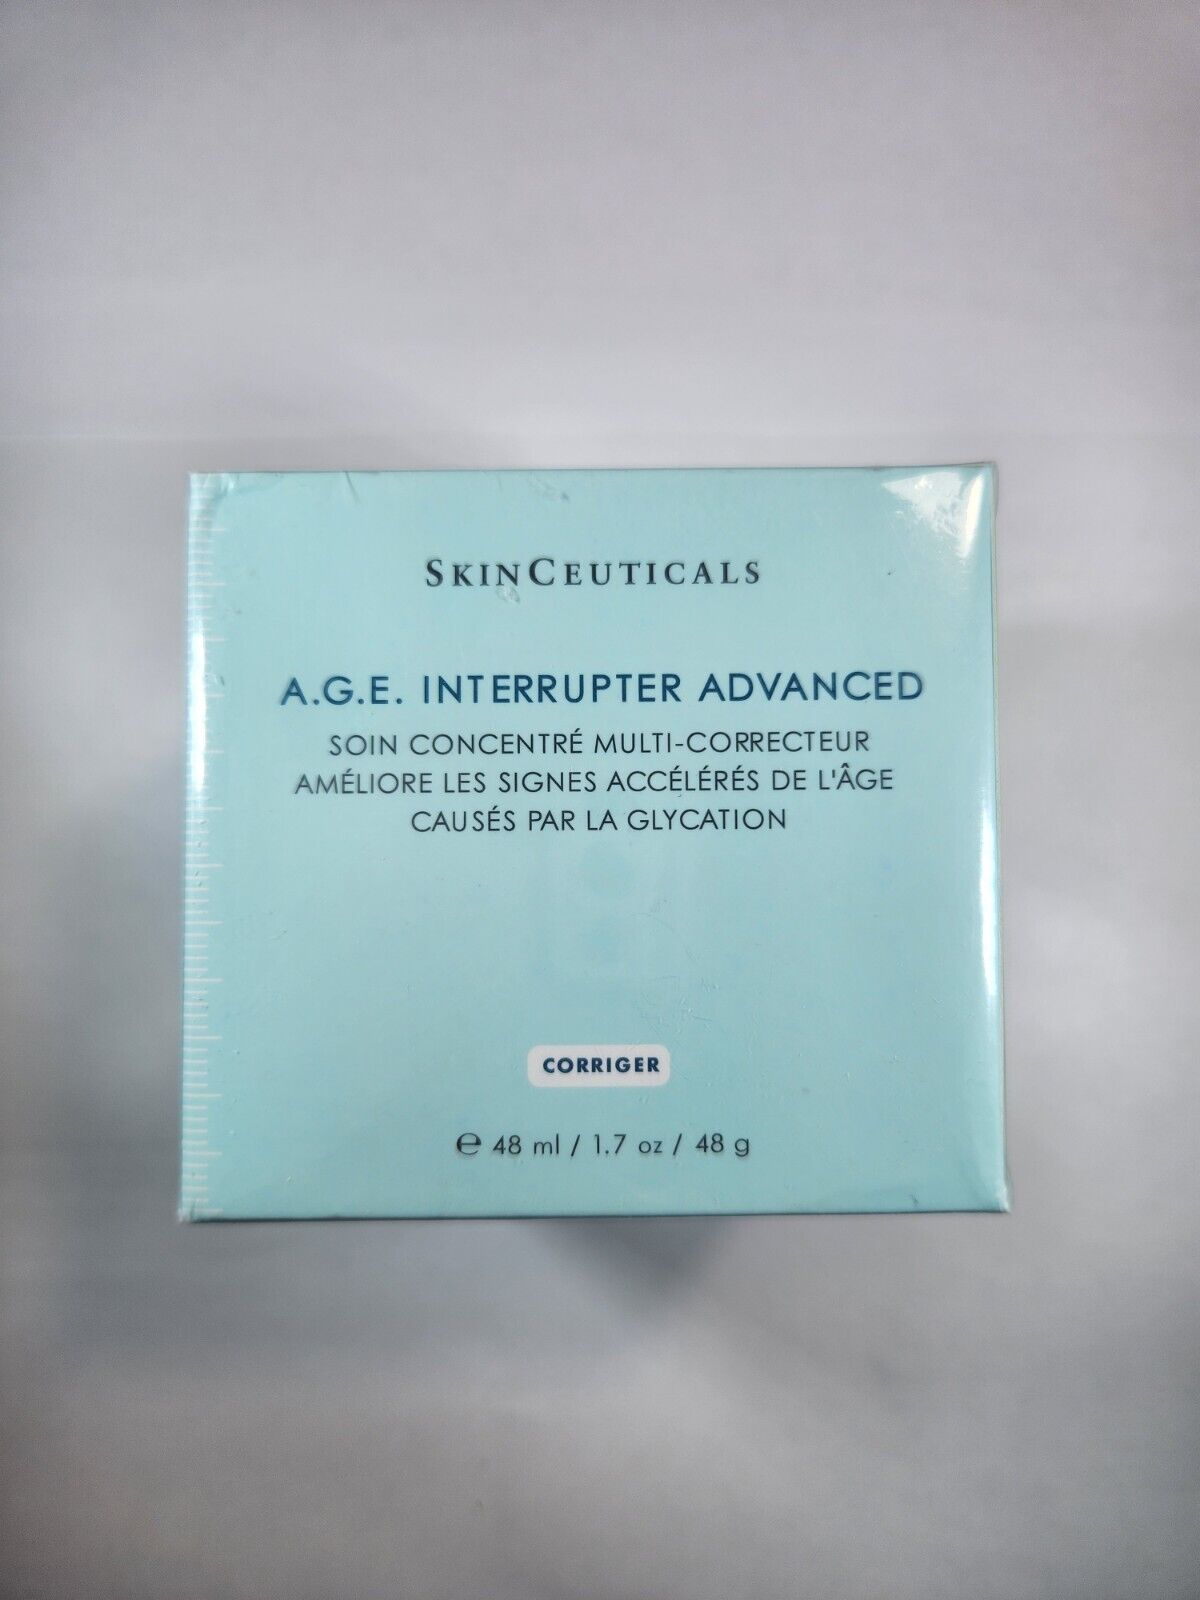 SKINCEUTICALS
A.G.E. INTERRUPTER ADVANCED
SOIN CONCENTRÉ MULTI-CORRECTEUR
AMÉLIORE LES SIGNES ACCÉLÉRÉS DE L'ÂGE
CAUSÉS PAR LA GLYCATION
CORRIGER
℮ 48 ml / 1.7 oz / 48 g